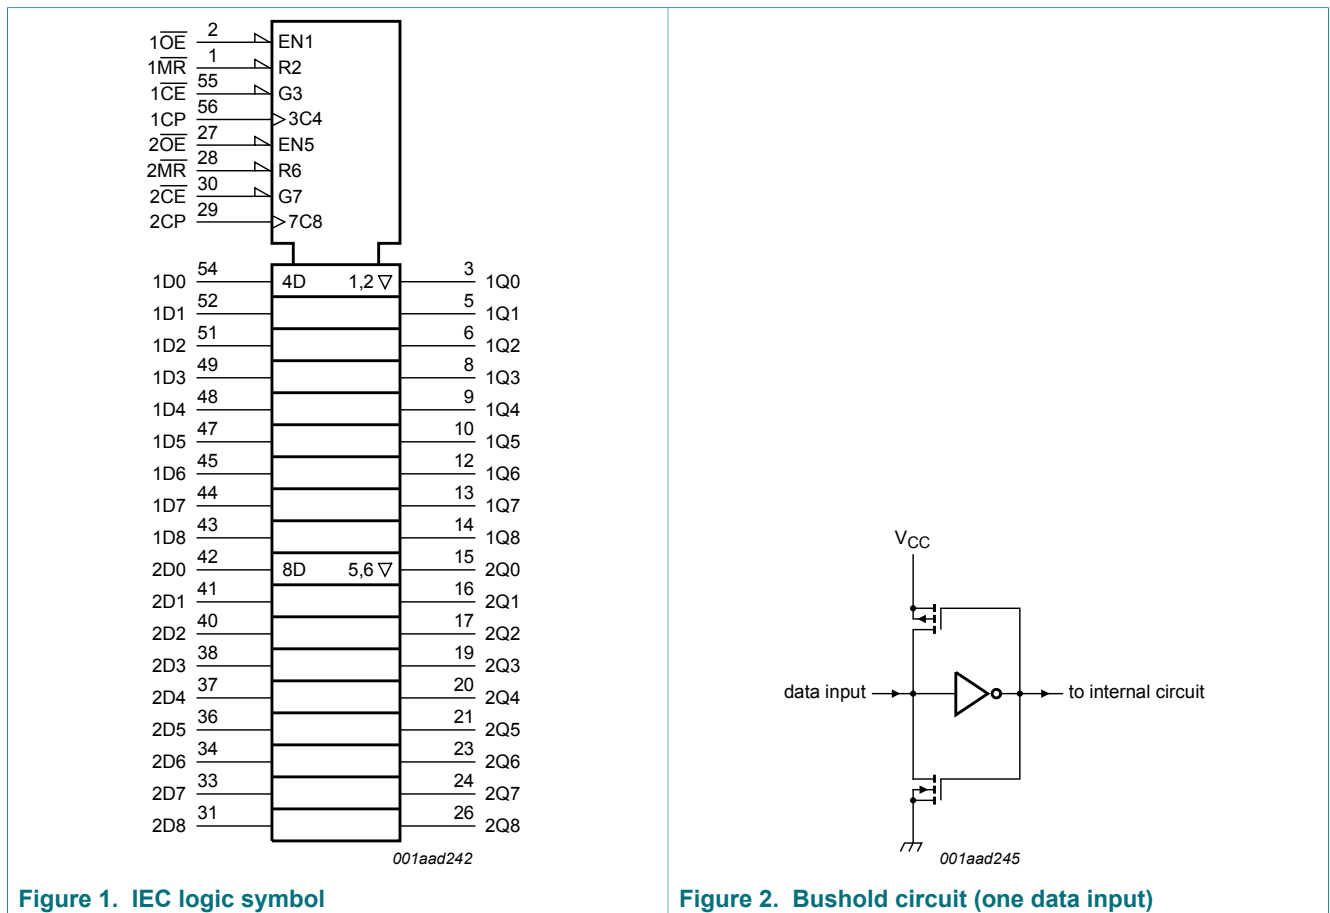 1OE 2 EN1
1MR 1 R2
1CE 55 G3
1CP 56 3C4
2OE 27 EN5
2MR 28 R6
2CE 30 G7
2CP 29 7C8
1D0 54 4D 1,2 ▽ 3 1Q0
1D1 52 5 1Q1
1D2 51 6 1Q2
1D3 49 8 1Q3
1D4 48 9 1Q4
1D5 47 10 1Q5
1D6 45 12 1Q6
1D7 44 13 1Q7
1D8 43 14 1Q8
2D0 42 8D 5,6 ▽ 15 2Q0
2D1 41 16 2Q1
2D2 40 17 2Q2
2D3 38 19 2Q3
2D4 37 20 2Q4
2D5 36 21 2Q5
2D6 34 23 2Q6
2D7 33 24 2Q7
2D8 31 26 2Q8
001aad242
Figure 1. IEC logic symbol
VCC
data input
to internal circuit
001aad245
Figure 2. Bushold circuit (one data input)